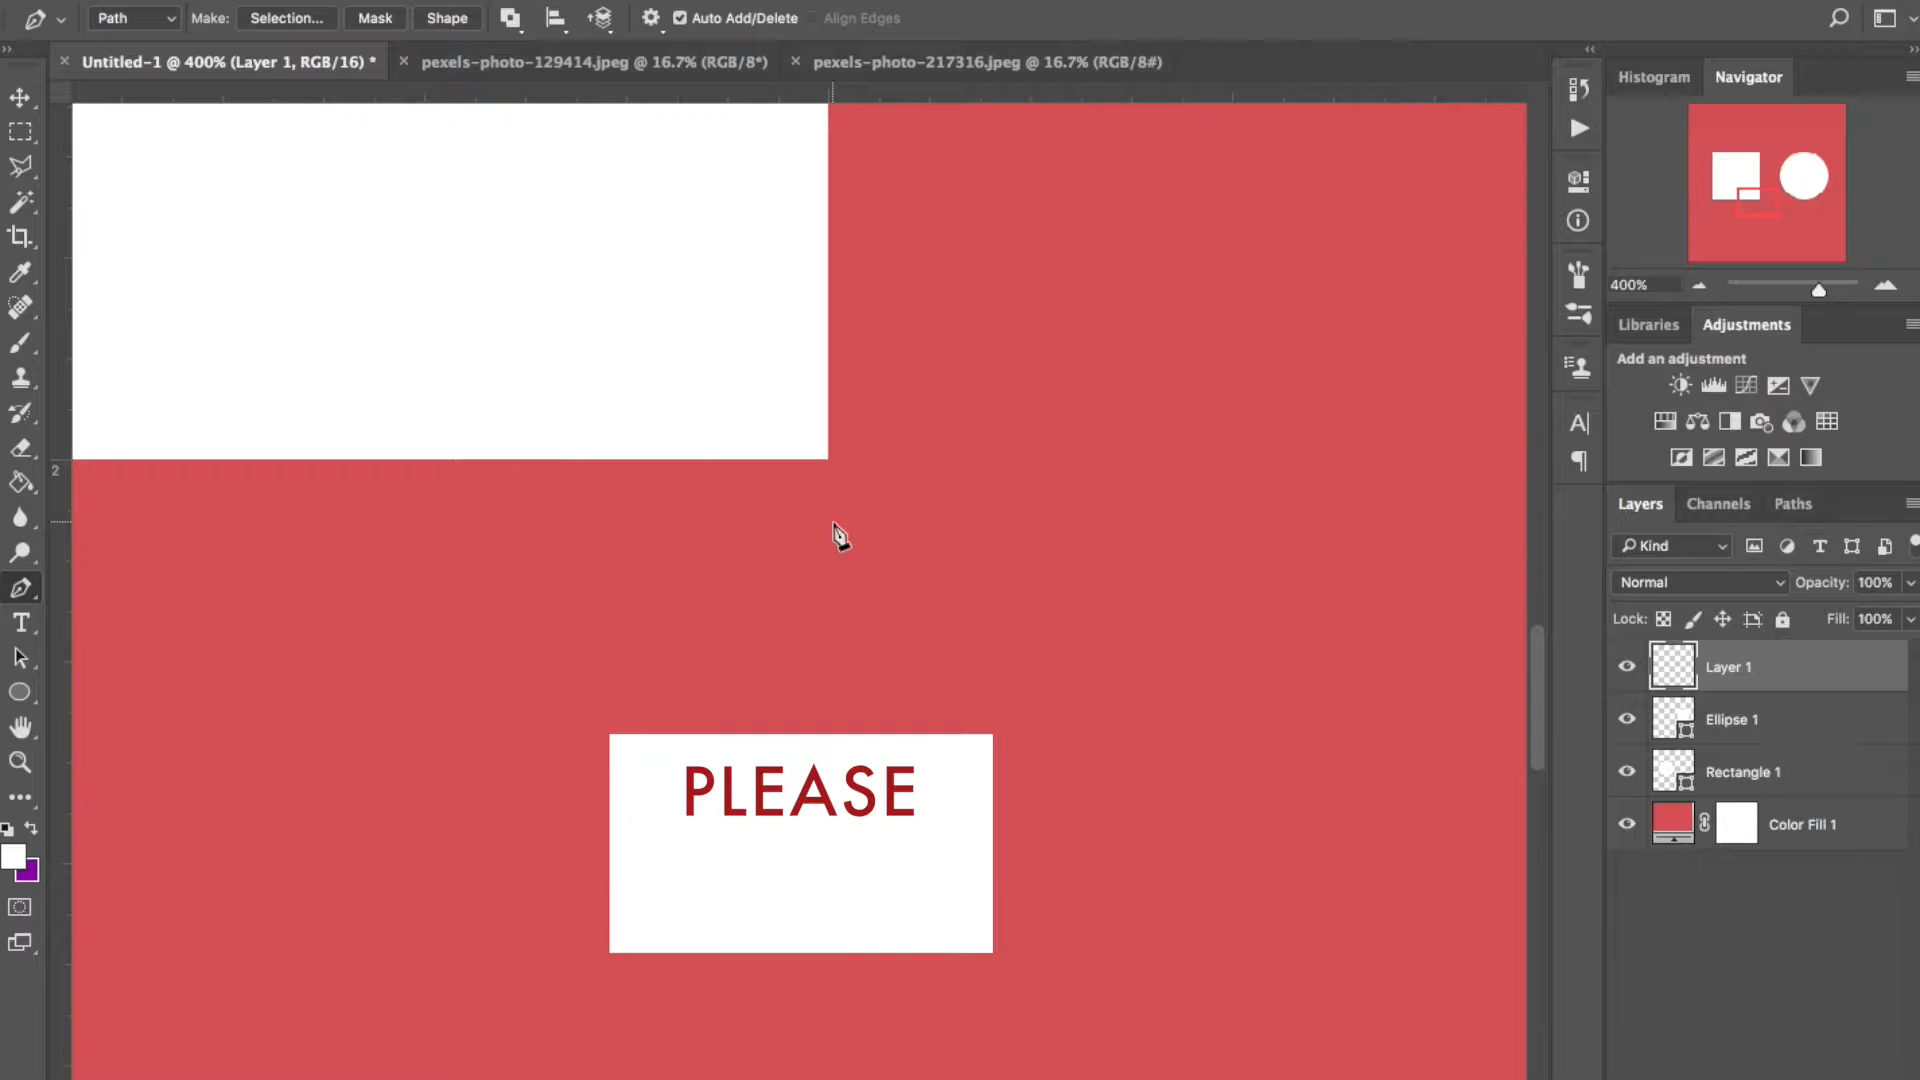 Path Make: Selection... Mask Shape Auto Add/Delete Align Edges
Untitled-1 @ 400% (Layer 1, RGB/16) * pexels-photo-129414.jpeg @ 16.7% (RGB/8*) pexels-photo-217316.jpeg @ 16.7% (RGB/8#)
Histogram Navigator
400%
Libraries Adjustments
Add an adjustment
2
Layers Channels Paths
Kind
Normal Opacity: 100%
Lock: Fill: 100%
Layer 1
Ellipse 1
Rectangle 1
Color Fill 1
PLEASE